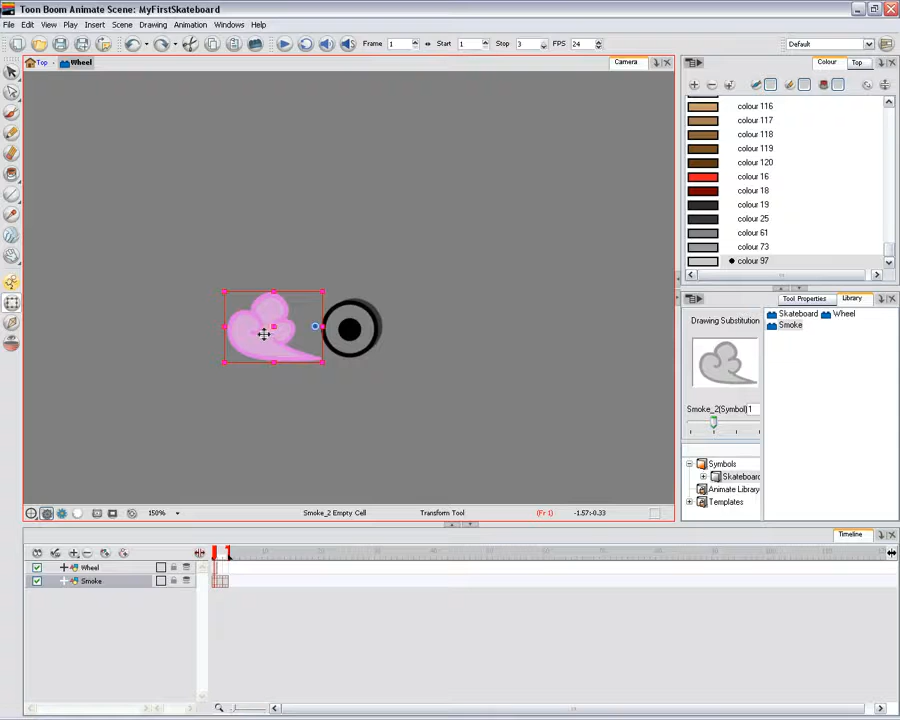 Toon Boom Animate Scene: MyFirstSkateboard
File Edit View Play Insert Scene Drawing Animation Windows Help
Frame 1 Start 1 Stop 3 FPS 24 Default
Top Wheel Camera
Colour Top
colour 116
colour 117
colour 118
colour 119
colour 120
colour 16
colour 18
colour 19
colour 25
colour 61
colour 73
colour 97
Tool Properties Library
Drawing Substitution
Skateboard Wheel
Smoke
Smoke_2(Symbol) 1
Symbols
Skateboard
Animate Library
Templates
150% Smoke_2 Empty Cell Transform Tool (Fr 1) -1.57:-0.33
Timeline
10
Wheel
Smoke